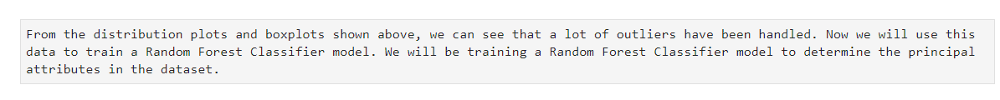 From the distribution plots and boxplots shown above, we can see that a lot of outliers have been handled. Now we will use this
data to train a Random Forest Classifier model. We will be training a Random Forest Classifier model to determine the principal
attributes in the dataset.